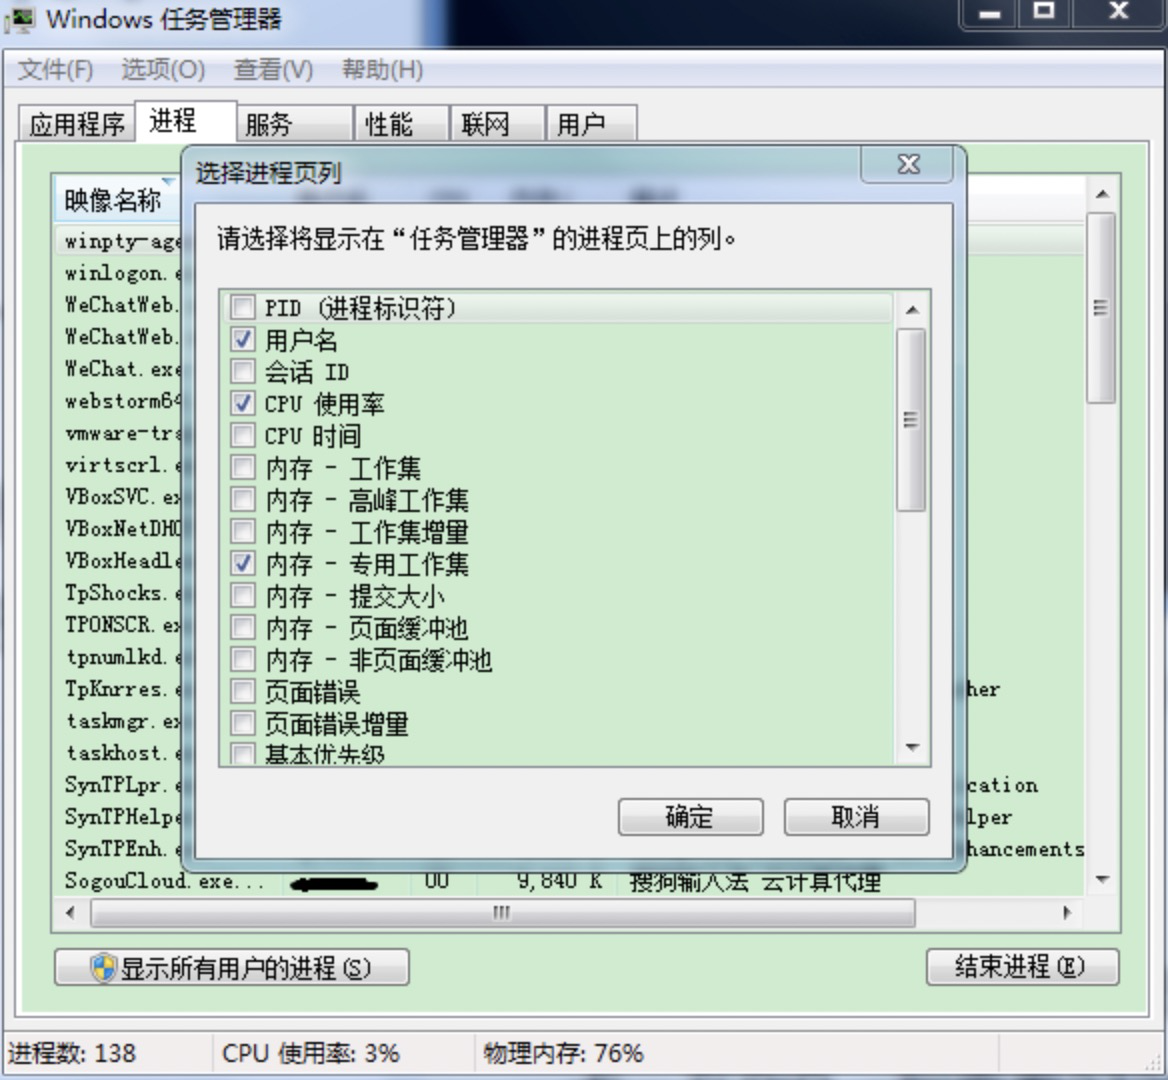 Windows 任务管理器
文件(F) 选项(O) 查看(V) 帮助(H)
应用程序 进程 服务 性能 联网 用户
选择进程页列
映像名称
请选择将显示在“任务管理器”的进程页上的列。
winpty-age
winlogon.e
WeChatWeb.
WeChatWeb.
WeChat.exe
webstorm64
vmware-tra
virtscrl.e
VBoxSVC.ex
VBoxNetDHC
VBoxHeadle
TpShocks.e
TPONSCR.ex
tpnumlkd.e
TpKnrres.e
taskmgr.ex
taskhost.e
SynTPLpr.e
SynTPHelpe
SynTPEnh.e
PID (进程标识符)
用户名
会话 ID
CPU 使用率
CPU 时间
内存 - 工作集
内存 - 高峰工作集
内存 - 工作集增量
内存 - 专用工作集
内存 - 提交大小
内存 - 页面缓冲池
内存 - 非页面缓冲池
页面错误
页面错误增量
基本优先级
确定 取消
her
cation
lper
hancements
SogouCloud.exe... 00 9,840 K 搜狗输入法 云计算代理
显示所有用户的进程(S) 结束进程(E)
进程数: 138 CPU 使用率: 3% 物理内存: 76%